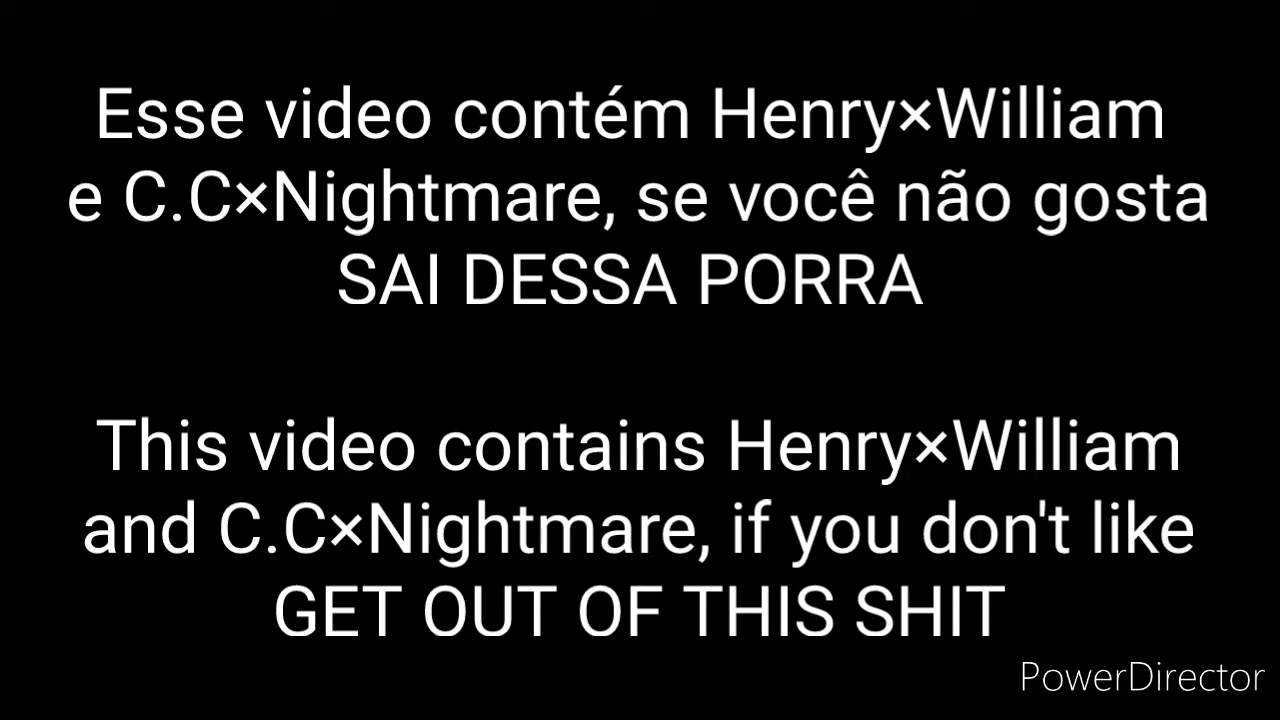 Esse video contém Henry×William
e C.C×Nightmare, se você não gosta
SAI DESSA PORRA
This video contains Henry×William
and C.C×Nightmare, if you don't like
GET OUT OF THIS SHIT
PowerDirector